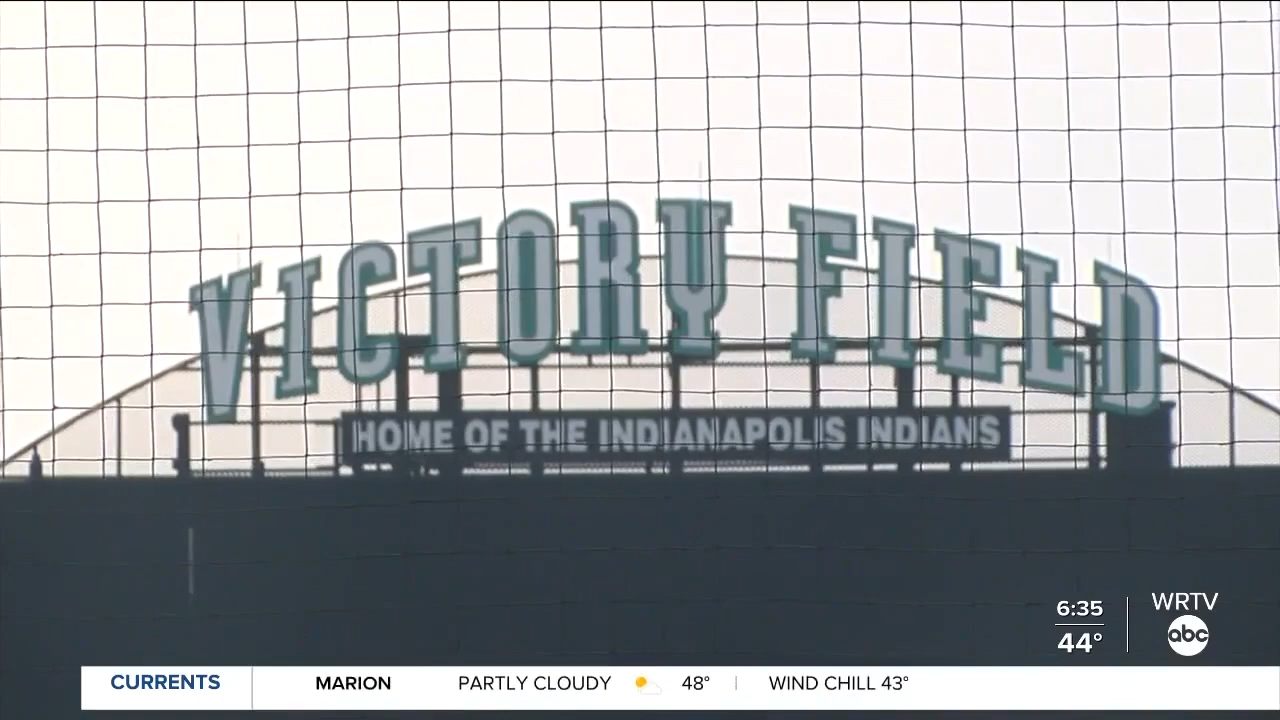 VICTORY FIELD
HOME OF THE INDIANAPOLIS INDIANS
6:35
44°
WRTV
abc
CURRENTS MARION PARTLY CLOUDY 48° WIND CHILL 43°